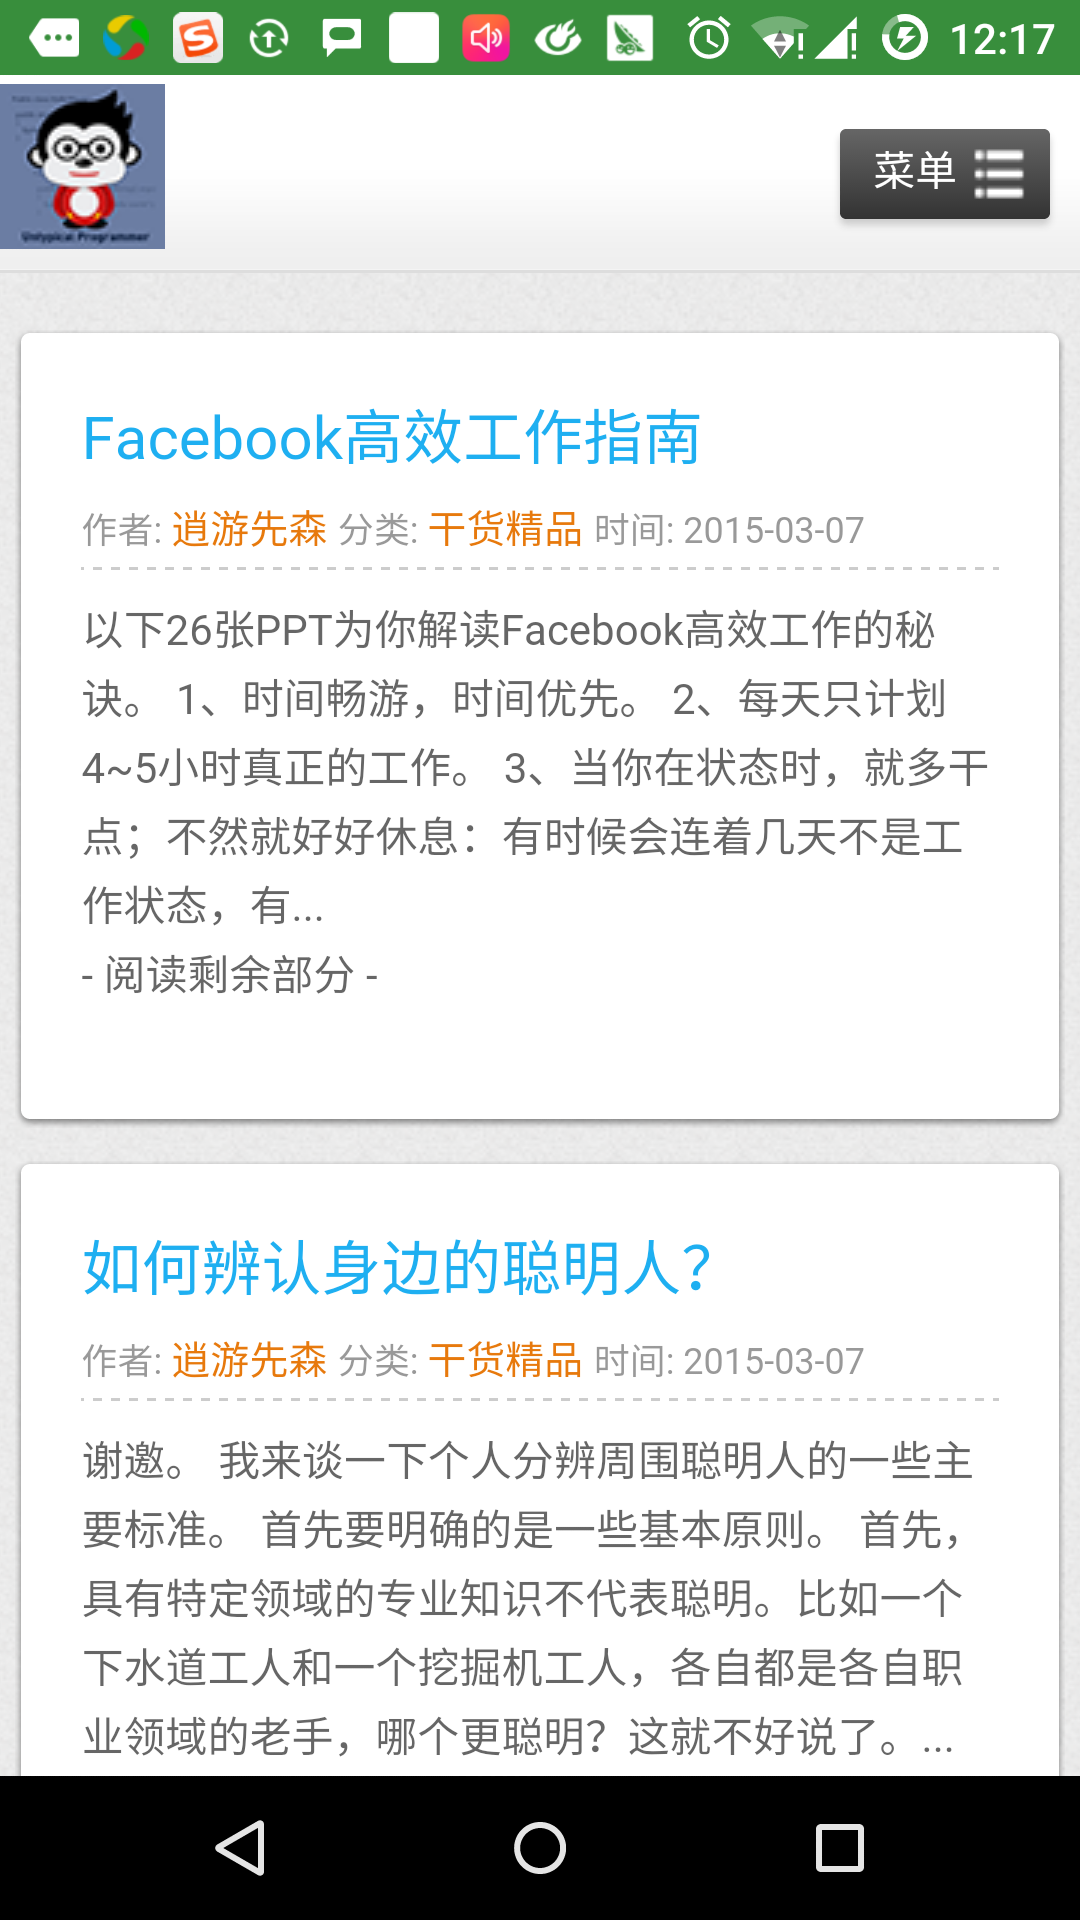 12:17
Untypical Programmer
菜单
Facebook高效工作指南
作者: 逍游先森 分类: 干货精品 时间: 2015-03-07
以下26张PPT为你解读Facebook高效工作的秘
诀。 1、时间畅游，时间优先。 2、每天只计划
4~5小时真正的工作。 3、当你在状态时，就多干
点；不然就好好休息：有时候会连着几天不是工
作状态，有...
- 阅读剩余部分 -
如何辨认身边的聪明人？
作者: 逍游先森 分类: 干货精品 时间: 2015-03-07
谢邀。 我来谈一下个人分辨周围聪明人的一些主
要标准。 首先要明确的是一些基本原则。 首先，
具有特定领域的专业知识不代表聪明。比如一个
下水道工人和一个挖掘机工人，各自都是各自职
业领域的老手，哪个更聪明？这就不好说了。...